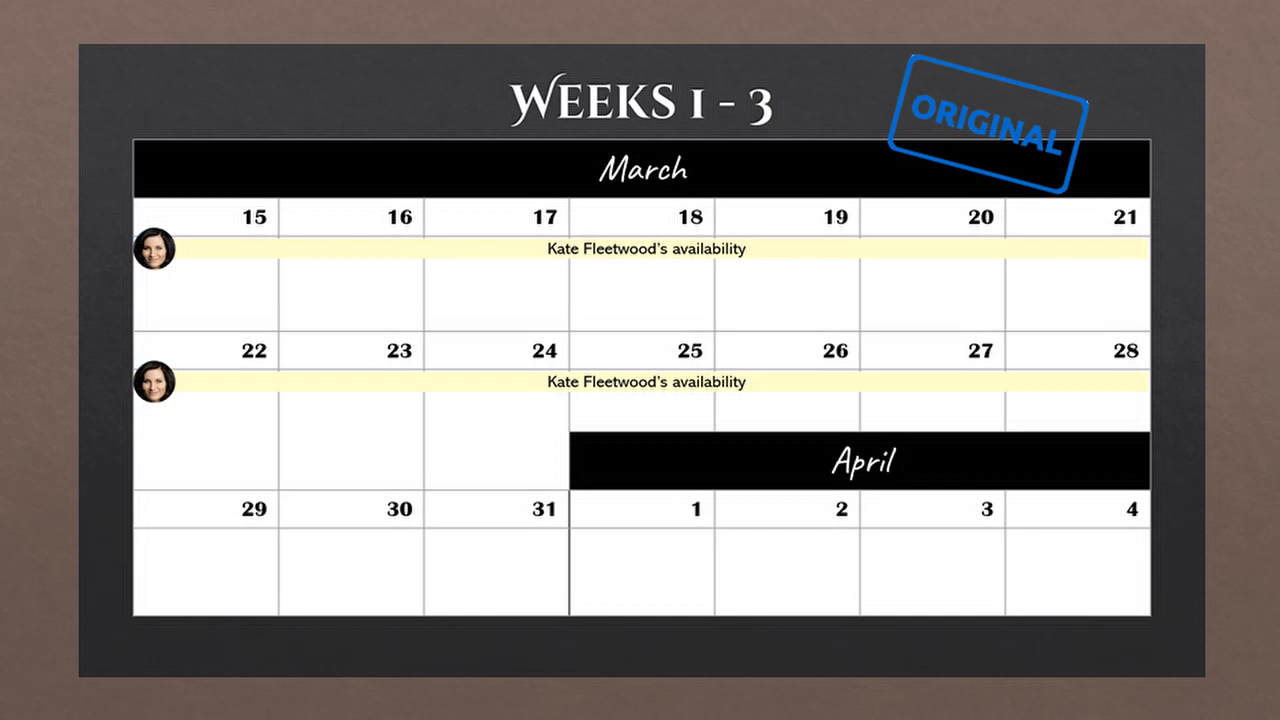 WEEKS 1 - 3
ORIGINAL
March
15 16 17 18 19 20 21
Kate Fleetwood's availability
22 23 24 25 26 27 28
Kate Fleetwood's availability
April
29 30 31 1 2 3 4